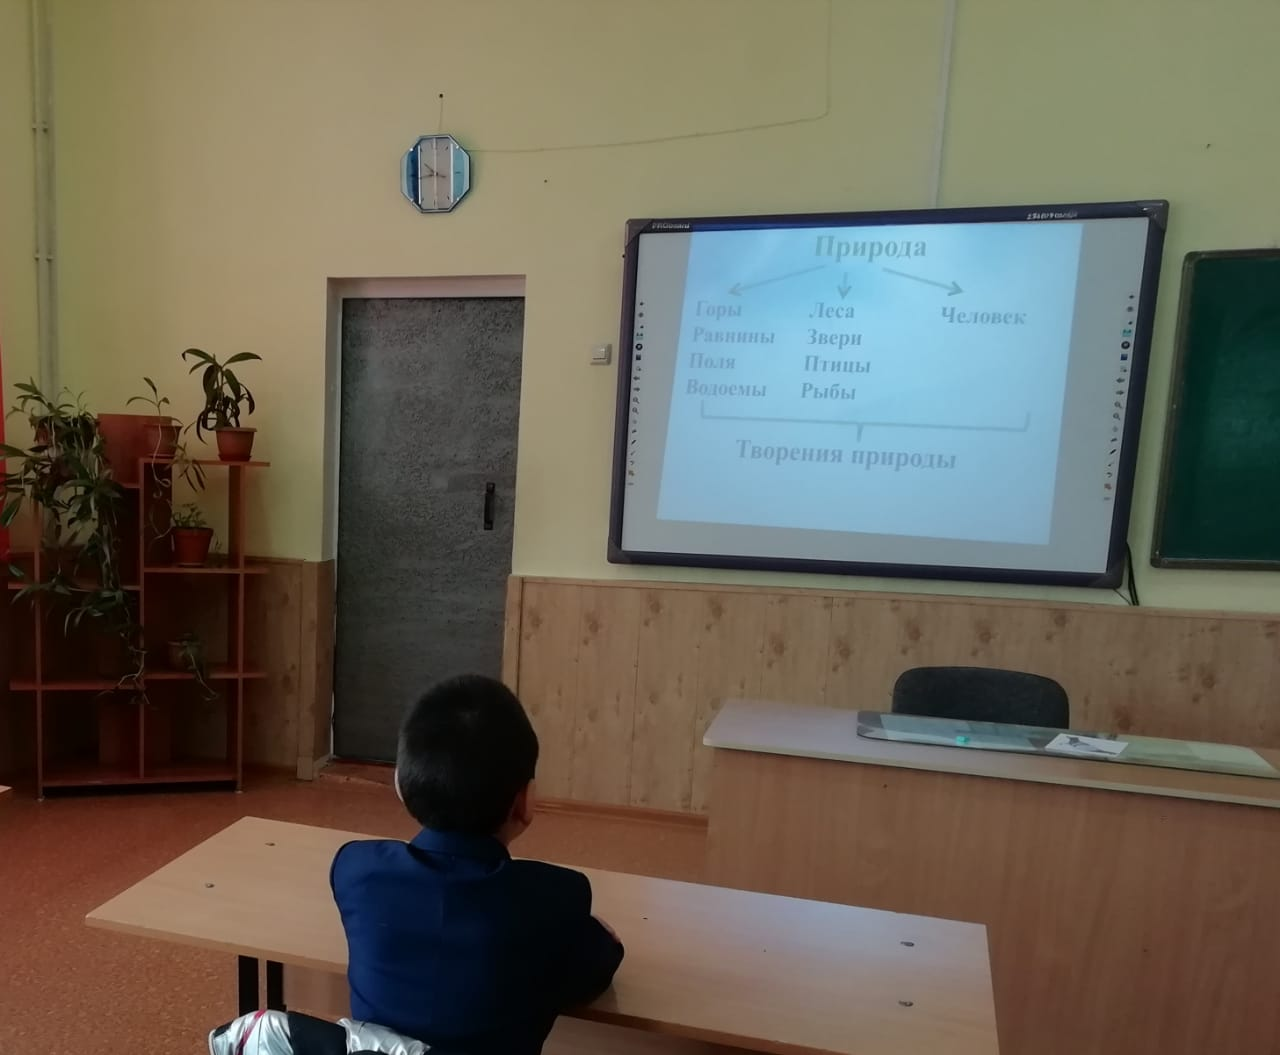 Природа
Горы Леса Человек
Равнины Звери
Поля Птицы
Водоемы Рыбы
Творения природы